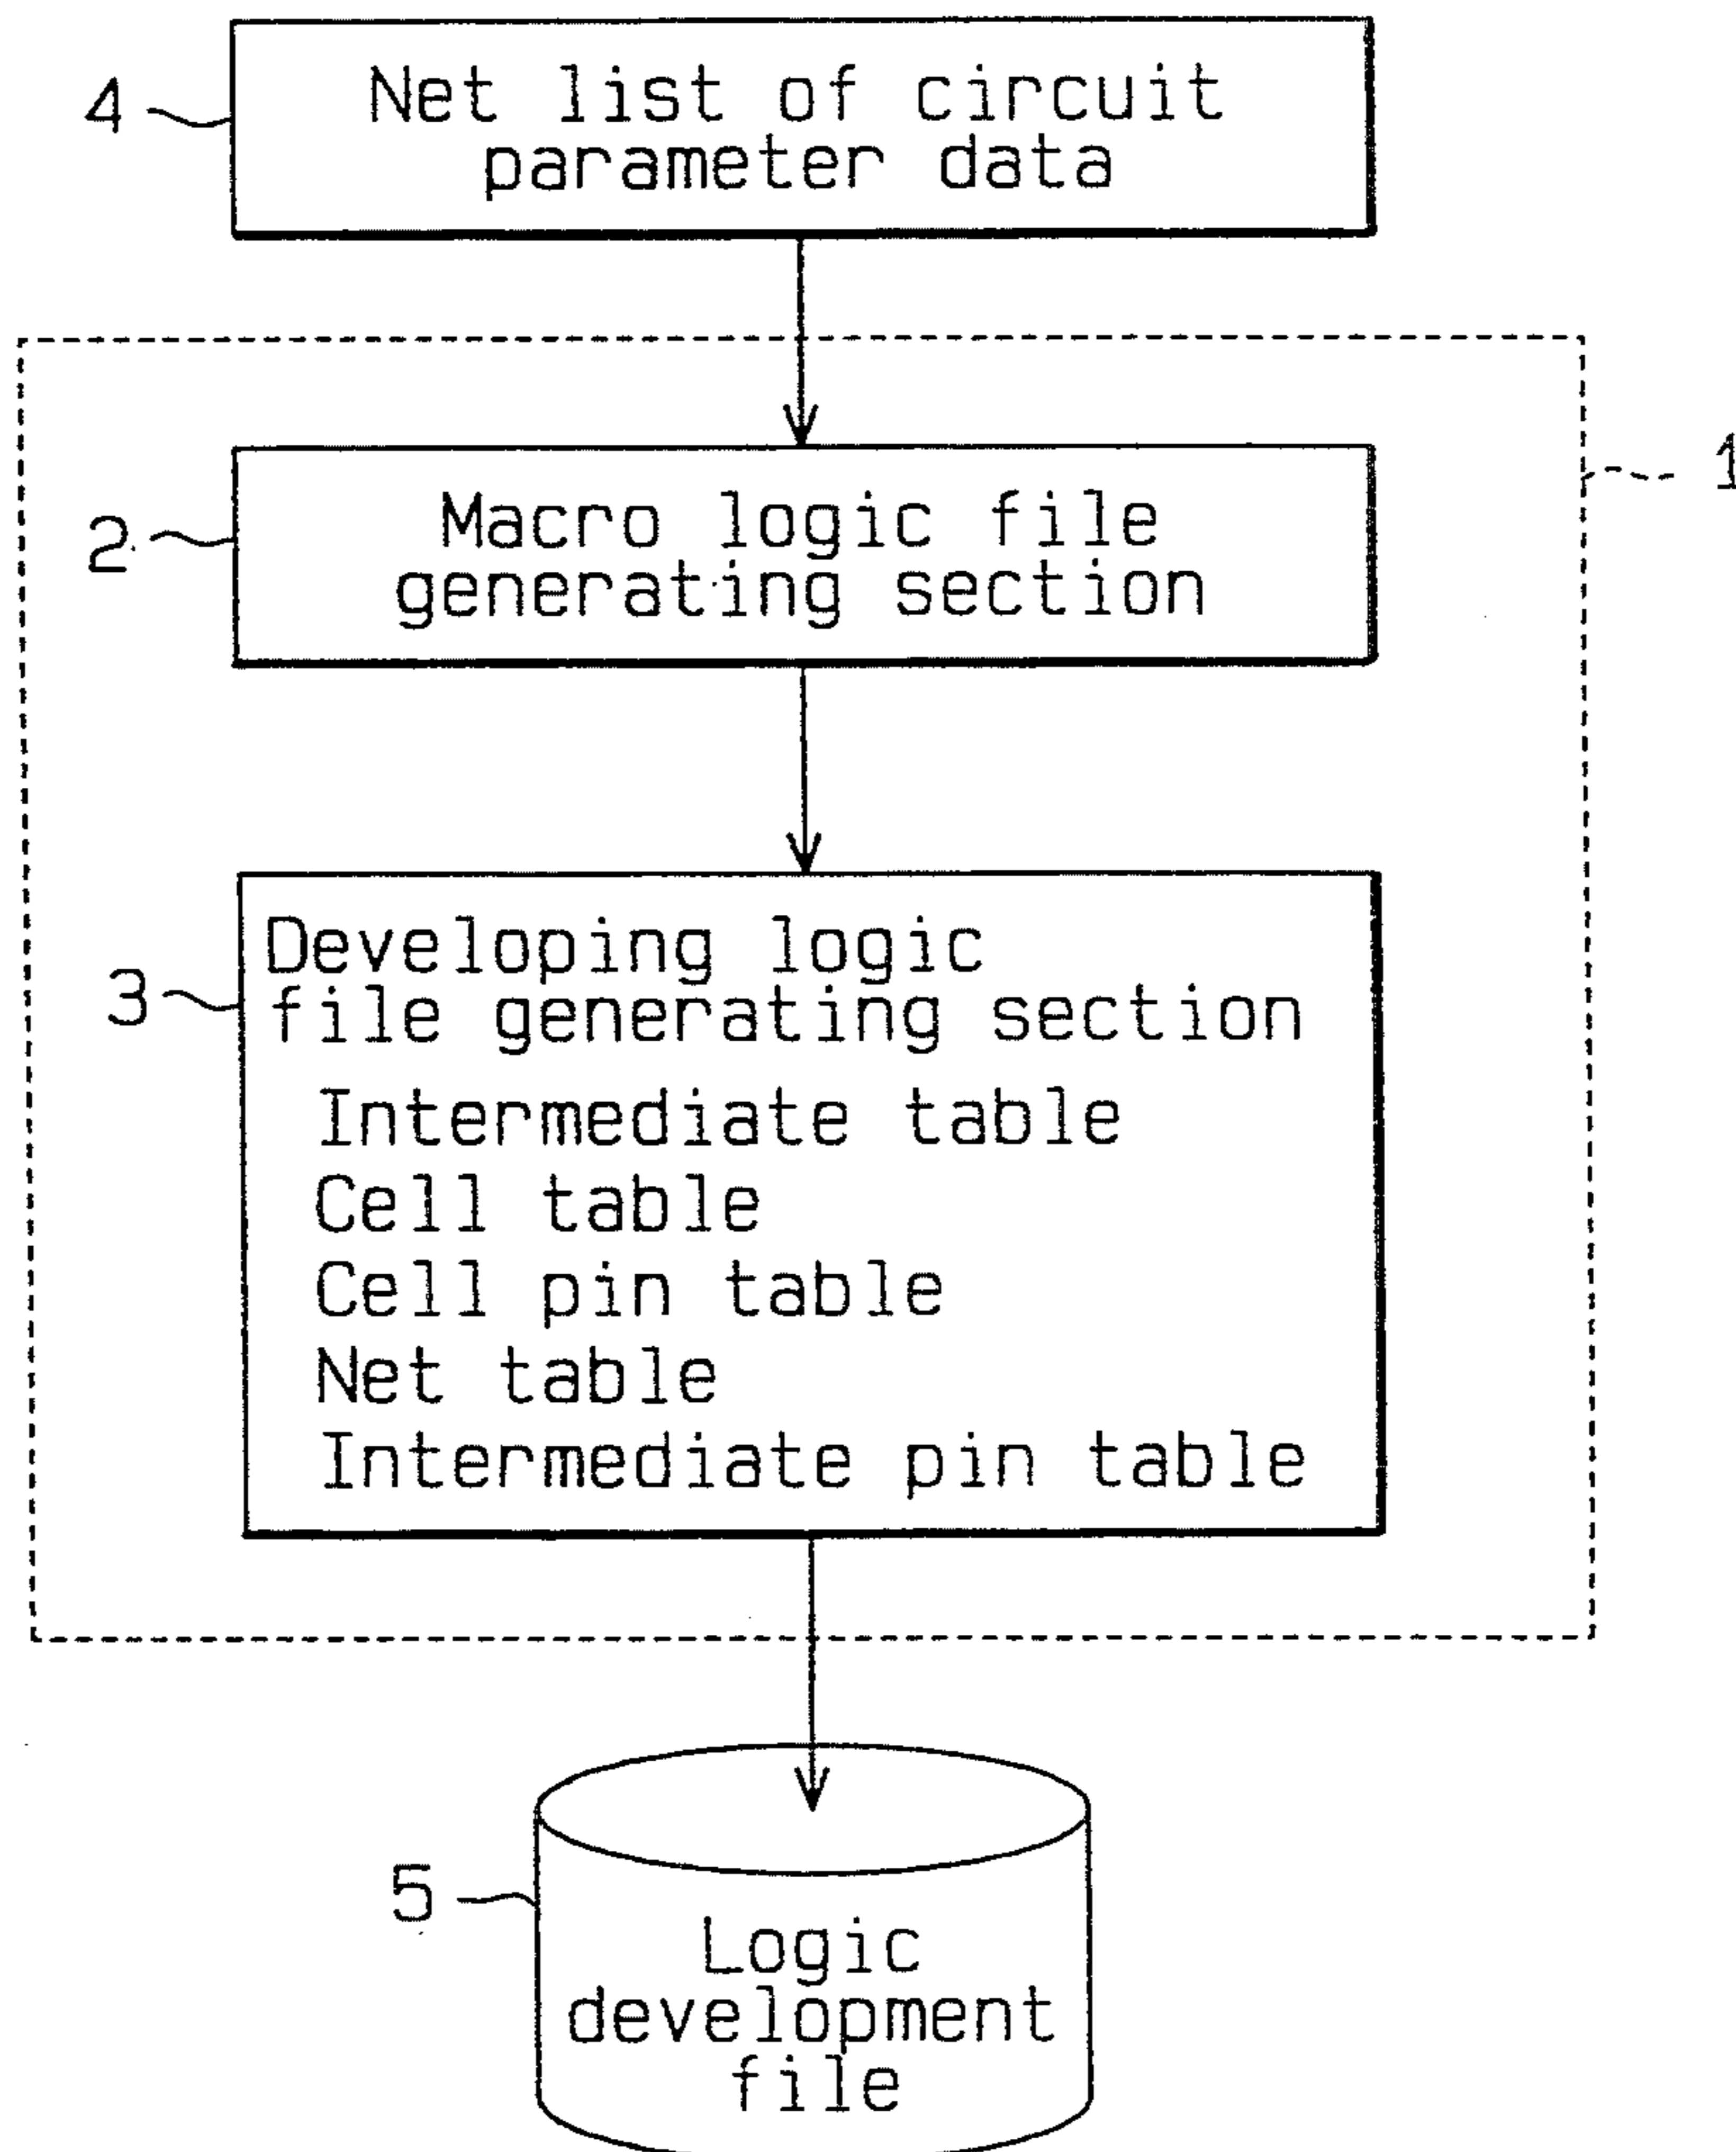 4
Net list of circuit
parameter data
1
2
Macro logic file
generating section
3
Developing logic
file generating section
Intermediate table
Cell table
Cell pin table
Net table
Intermediate pin table
5
Logic
development
file